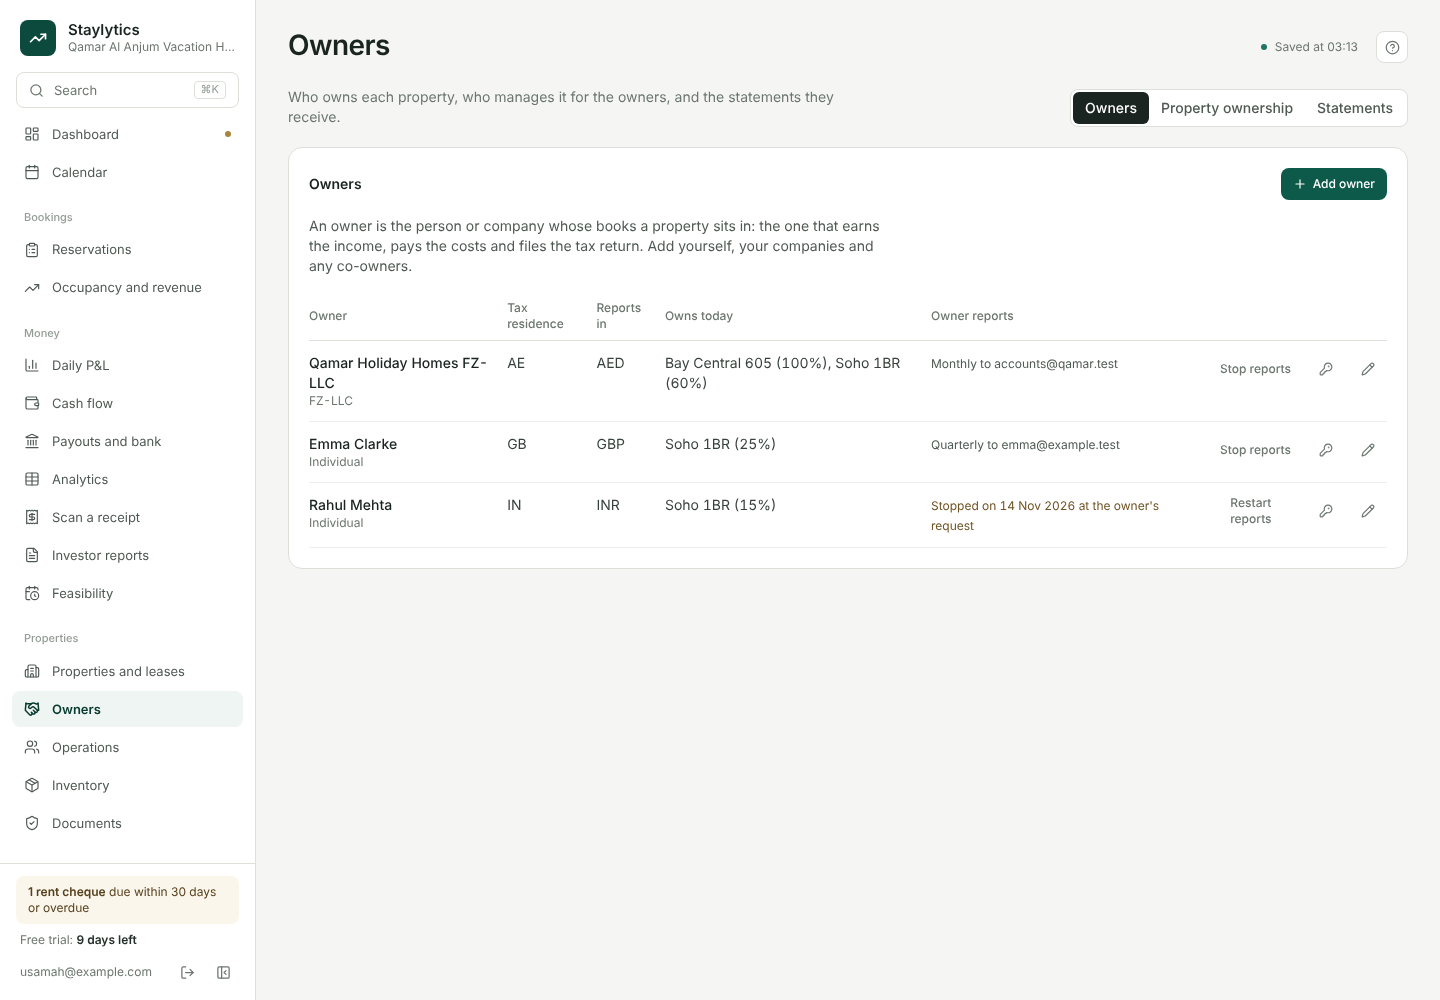 Staylytics
Qamar Al Anjum Vacation H...
Search
⌘K
Dashboard
Calendar
Bookings
Reservations
Occupancy and revenue
Money
Daily P&L
Cash flow
Payouts and bank
Analytics
Scan a receipt
Investor reports
Feasibility
Properties
Properties and leases
Owners
Operations
Inventory
Documents
1 rent cheque due within 30 days
or overdue
Free trial: 9 days left
usamah@example.com
Owners
Saved at 03:13
Who owns each property, who manages it for the owners, and the statements they
receive.
Owners
Property ownership
Statements
Owners
Add owner
An owner is the person or company whose books a property sits in: the one that earns
the income, pays the costs and files the tax return. Add yourself, your companies and
any co-owners.
Owner
Tax
residence
Reports
in
Owns today
Owner reports
Qamar Holiday Homes FZ-
LLC
FZ-LLC
AE
AED
Bay Central 605 (100%), Soho 1BR
(60%)
Monthly to accounts@qamar.test
Stop reports
Emma Clarke
Individual
GB
GBP
Soho 1BR (25%)
Quarterly to emma@example.test
Stop reports
Rahul Mehta
Individual
IN
INR
Soho 1BR (15%)
Stopped on 14 Nov 2026 at the owner's
request
Restart
reports